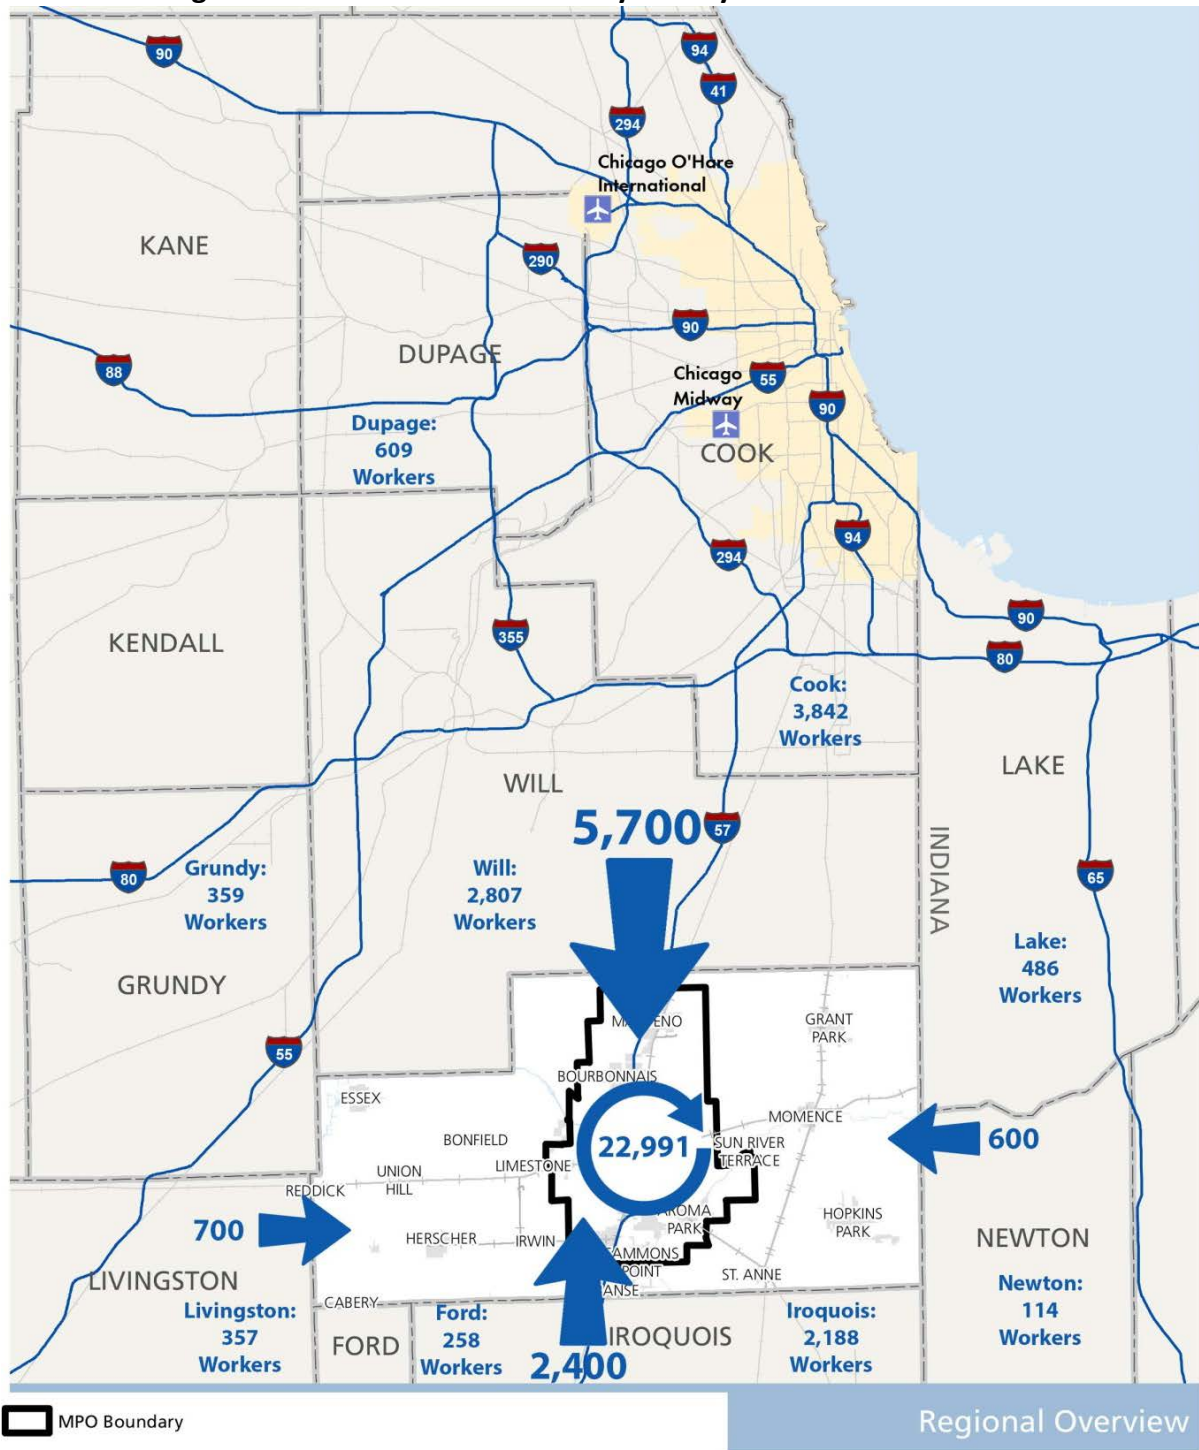 90
94
41
294
Chicago O'Hare
International
KANE
290
90
DUPAGE
88
Chicago
Midway
55
90
Dupage:
609
Workers
COOK
94
294
KENDALL
355
90
80
Cook:
3,842
Workers
LAKE
WILL
5,700
57
INDIANA
80
Grundy:
359
Workers
Will:
2,807
Workers
65
Lake:
486
Workers
GRUNDY
GRANT
PARK
55
BOURBONNAIS
ESSEX
MOMENCE
BONFIELD
22,991
600
SUN RIVER
TERRACE
LIMESTONE
UNION
HILL
REDDICK
700
HERSCHER
IRWIN
AROMA
PARK
HOPKINS
PARK
NEWTON
SAMMONS
POINT
ST. ANNE
LIVINGSTON
CABERY
Livingston:
357
Workers
FORD
Ford:
258
Workers
2,400
IROQUOIS
Iroquois:
2,188
Workers
Newton:
114
Workers
MPO Boundary
Regional Overview